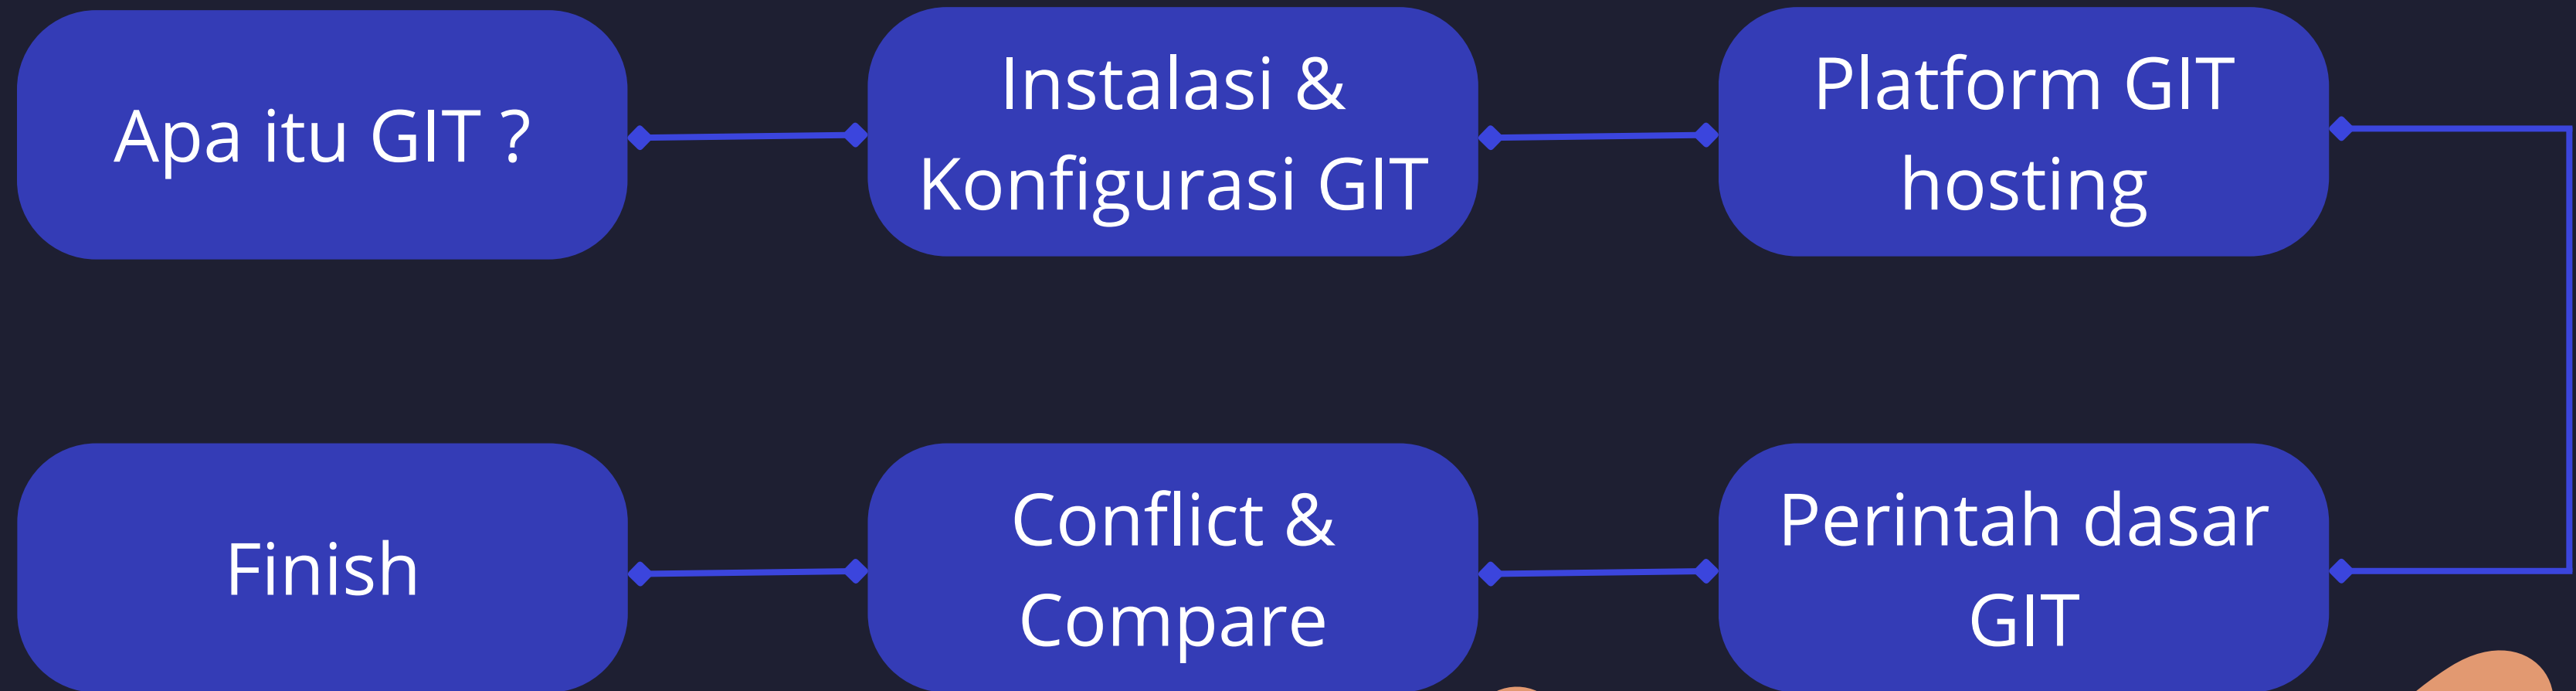 Apa itu GIT ?
Instalasi &
Konfigurasi GIT
Platform GIT
hosting
Perintah dasar
GIT
Conflict &
Compare
Finish